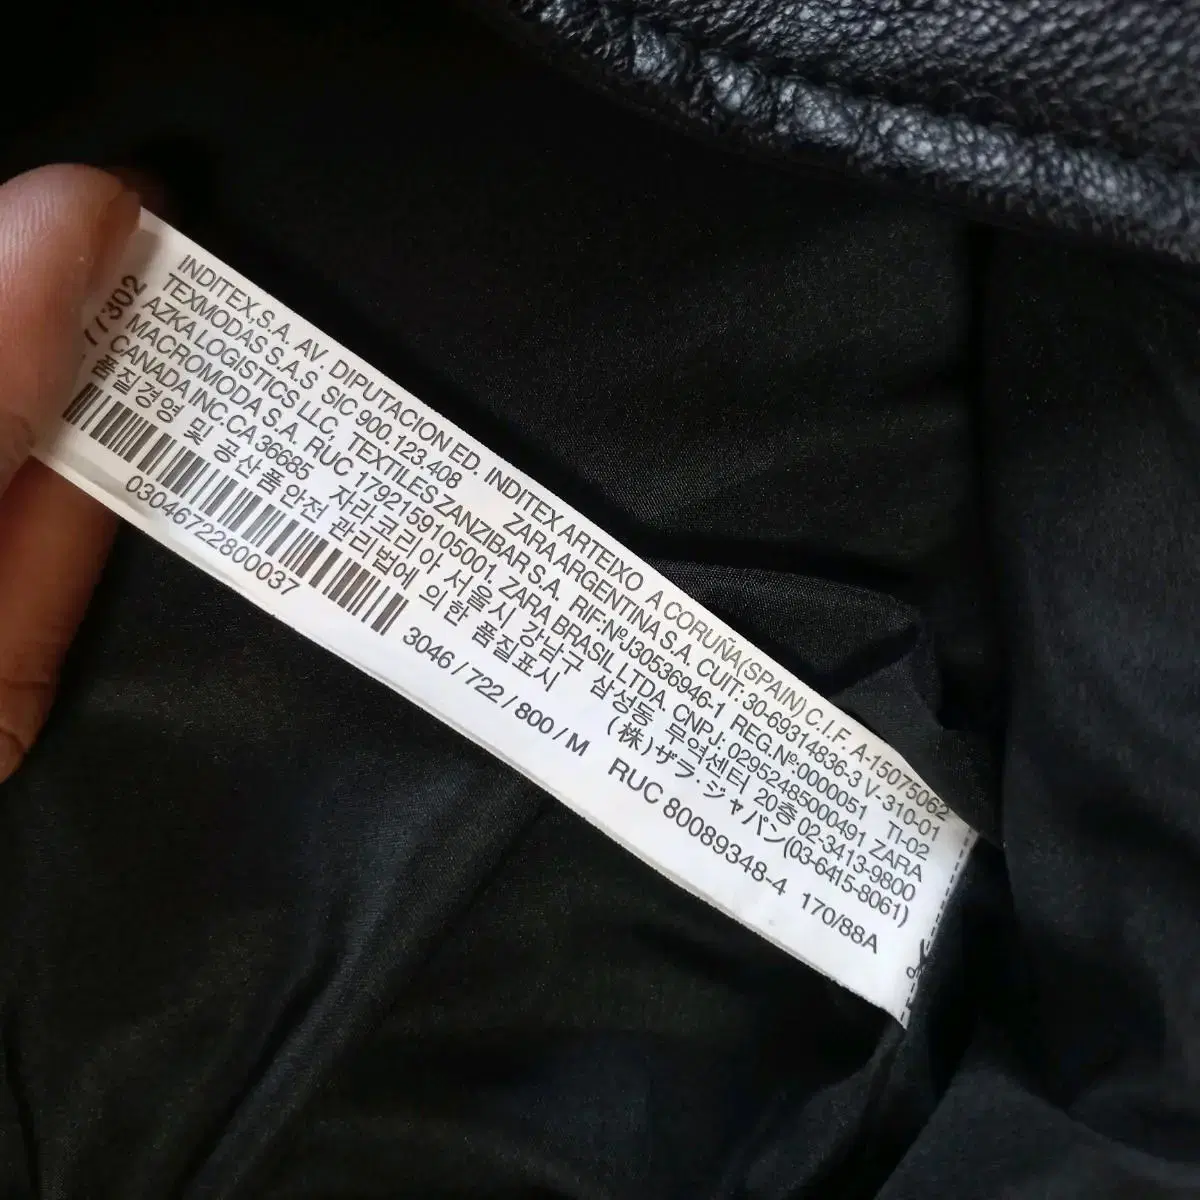 INDITEX,S.A. AV. DIPUTACION ED. INDITEX ARTEIXO A CORUÑA(SPAIN) C.I.F. A-15075062
TEXMODAS S.A.S. SIC 900.123.408 ZARA ARGENTINA S.A. CUIT: 30-69314836-3 V-310-01
AZKA LOGISTICS LLC, TEXTILES ZANZIBAR S.A. RIF-Nº J30536946-1 REG.Nº:0000051 TI-02
MACROMODA S.A. RUC 1792159105001, ZARA BRASIL LTDA. CNPJ: 02952485000491 ZARA
CANADA INC CA 36685 자라코리아 서울시 강남구 삼성동 무역센터 20층 02-3413-9800
품질경영 및 공산품안전 관리법에 의한 품질표시 (株)ザラ・ジャパン(03-6415-8061)
03046722800037
3046 / 722 / 800 / M RUC 80089348-4 170/88A